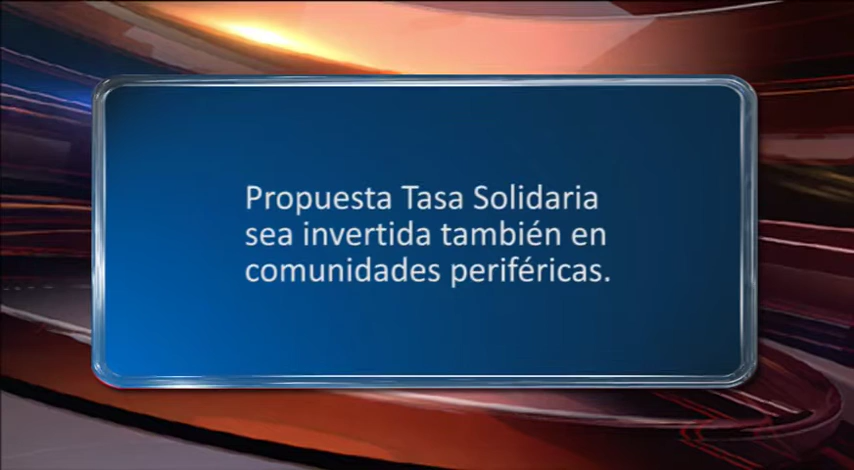 Propuesta Tasa Solidaria
sea invertida también en
comunidades periféricas.